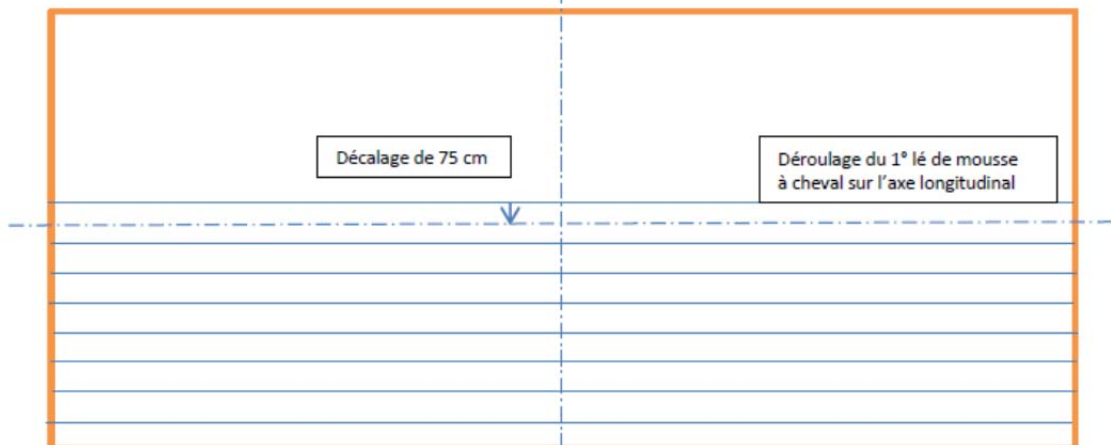 Décalage de 75 cm
Déroulage du 1° lé de mousse
à cheval sur l'axe longitudinal